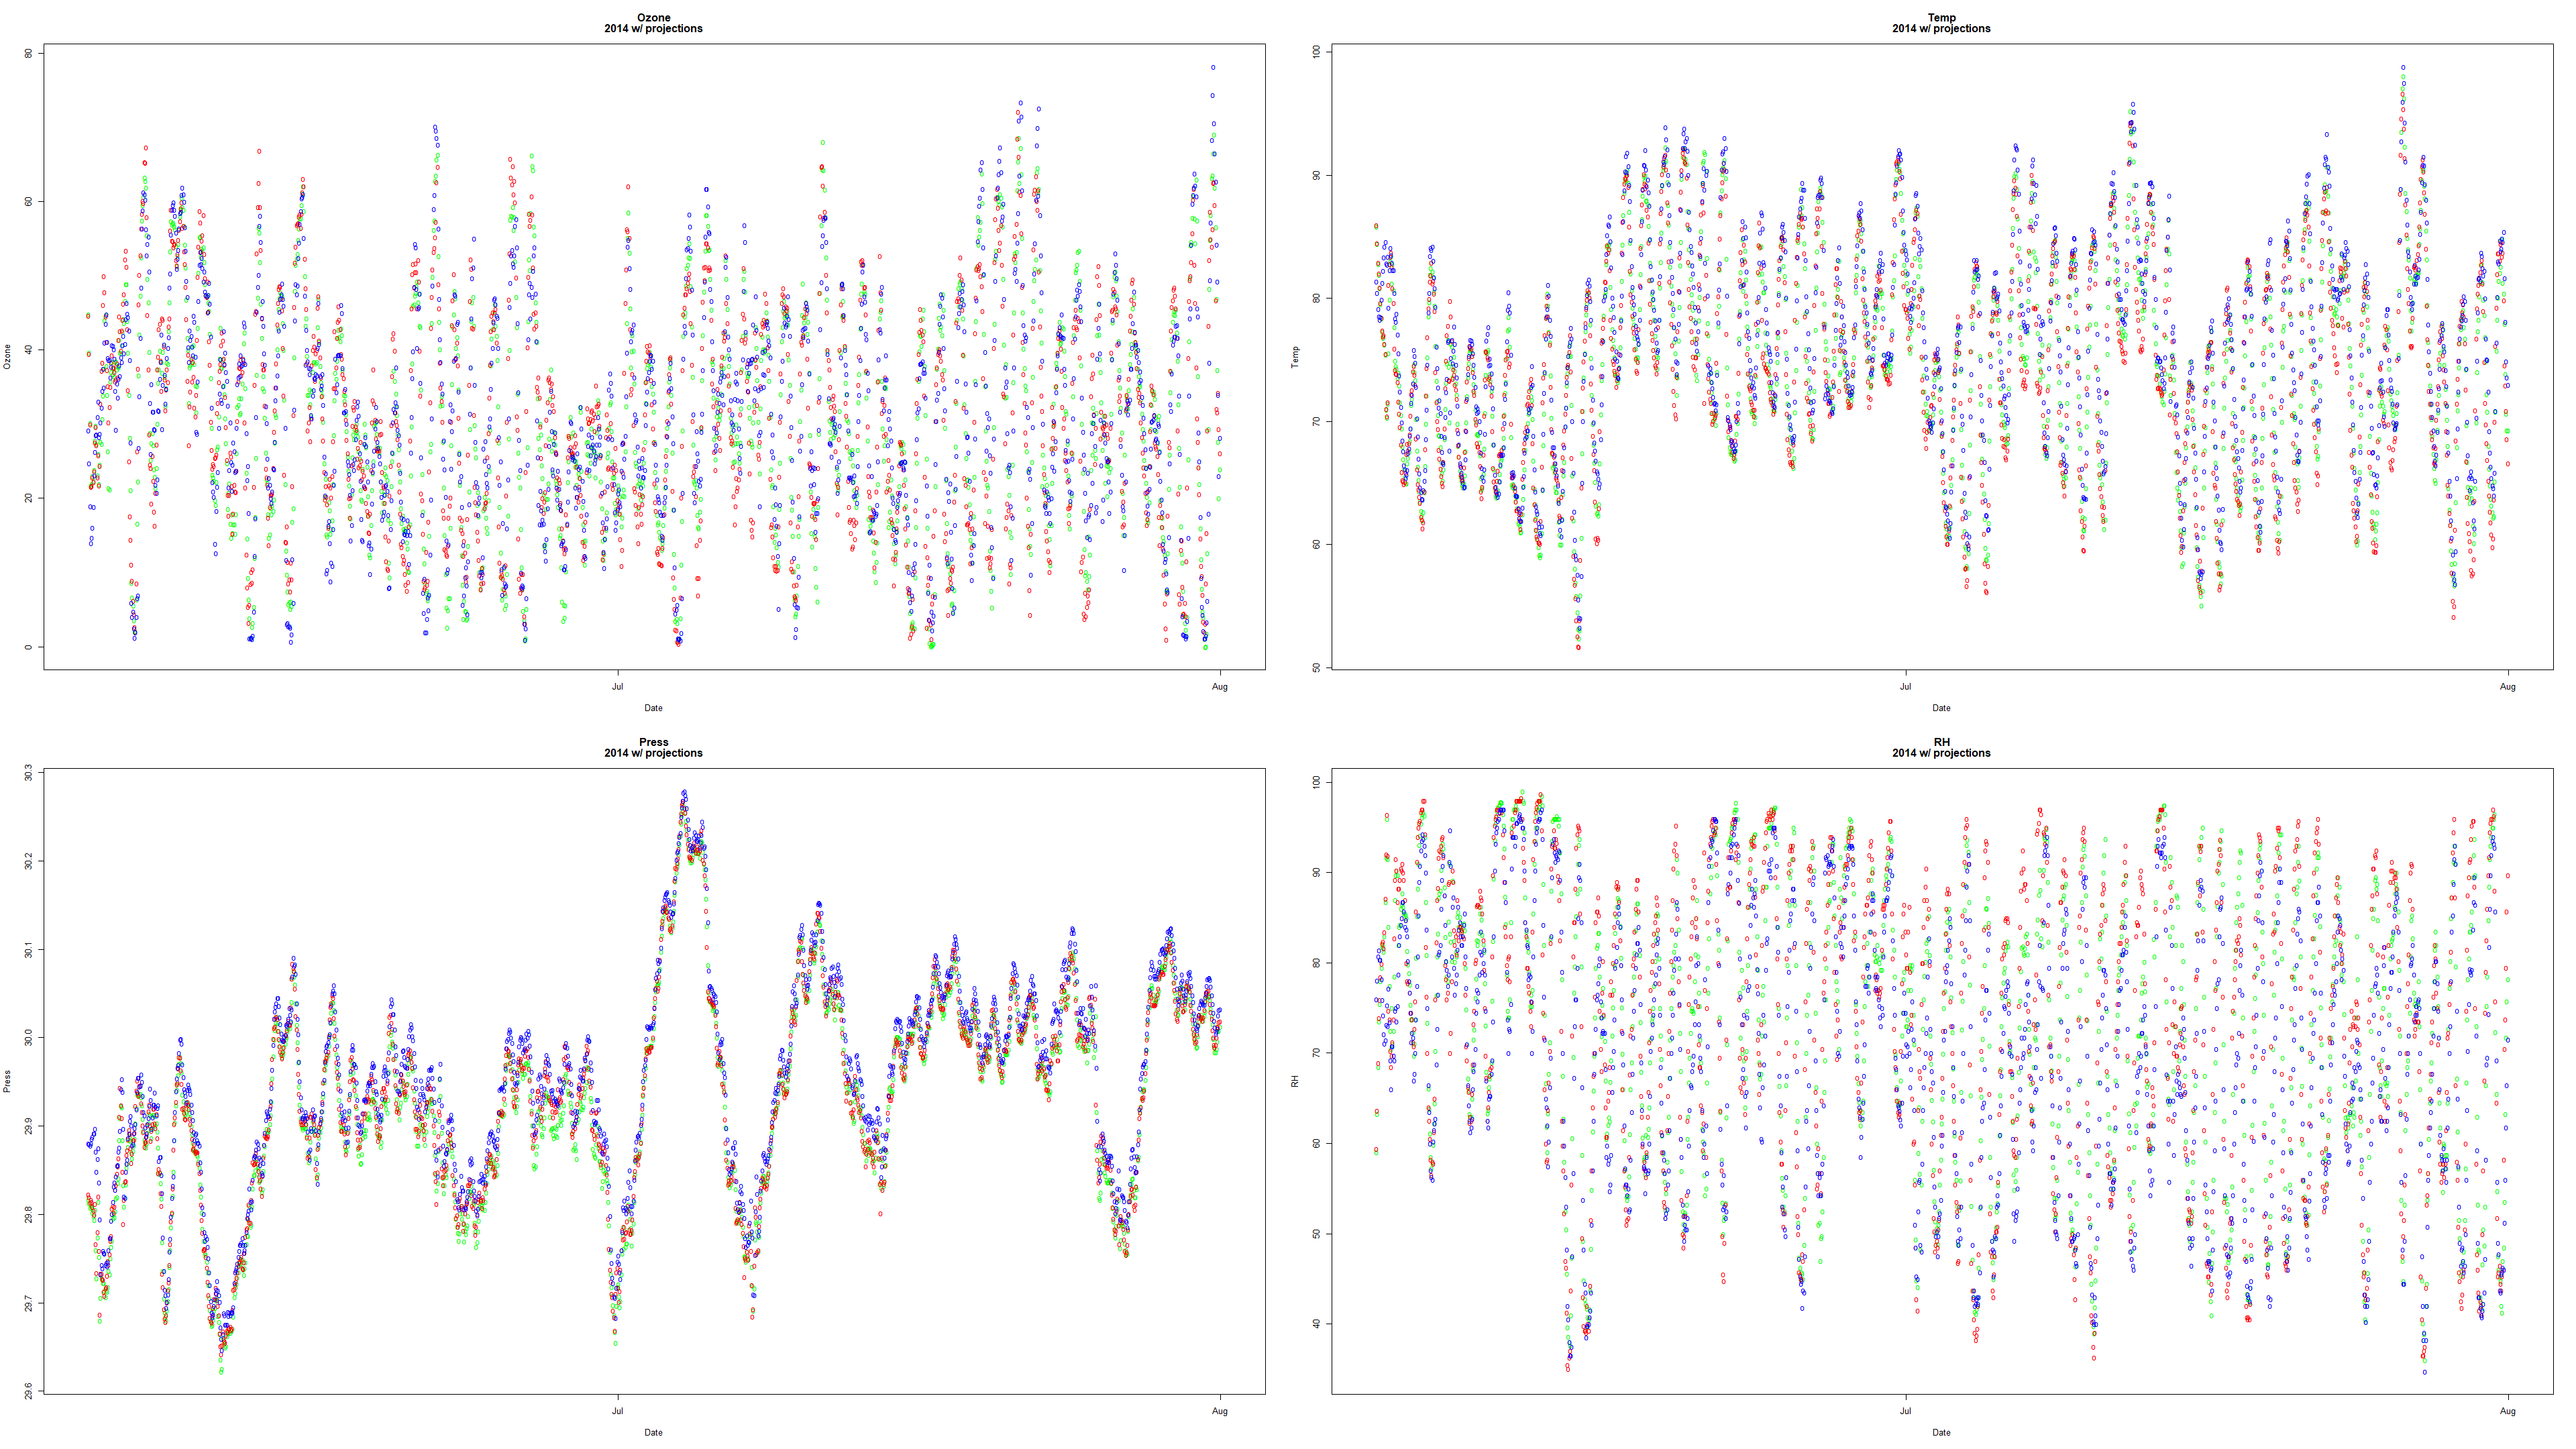 Ozone
2014 w/ projections
80
60
40
20
0
Ozone
Jul
Aug
Date
Temp
2014 w/ projections
100
90
80
70
60
50
Temp
Jul
Aug
Date
Press
2014 w/ projections
30.3
30.2
30.1
30.0
29.9
29.8
29.7
29.6
Press
Jul
Aug
Date
RH
2014 w/ projections
100
90
80
70
60
50
40
RH
Jul
Aug
Date